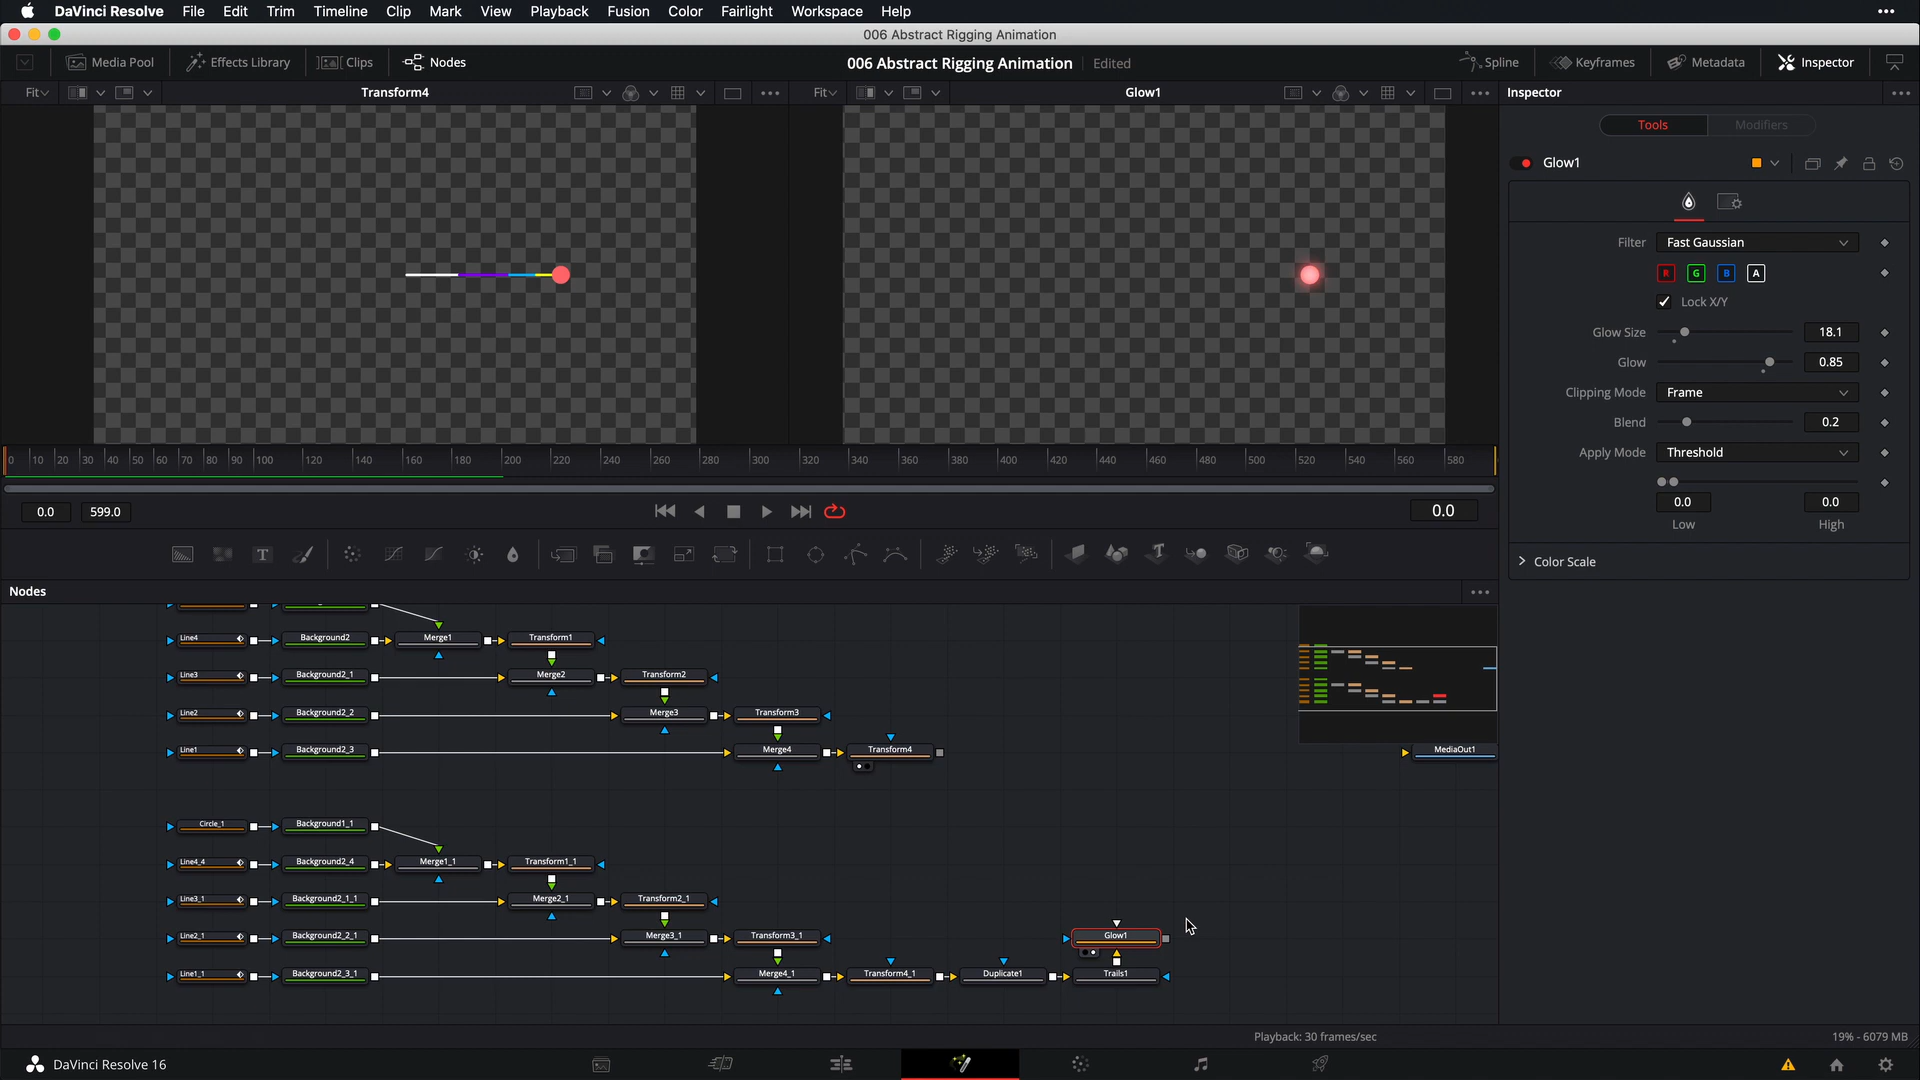 DaVinci Resolve File Edit Trim Timeline Clip Mark View Playback Fusion Color Fairlight Workspace Help
006 Abstract Rigging Animation
Media Pool Effects Library Clips Nodes 006 Abstract Rigging Animation Edited Spline Keyframes Metadata Inspector
Fit Transform4 Fit Glow1 Inspector
Tools Modifiers
Glow1
Filter Fast Gaussian
R G B A
Lock X/Y
Glow Size 18.1
Glow 0.85
Clipping Mode Frame
Blend 0.2
Apply Mode Threshold
0.0 0.0
Low High
Color Scale
0 10 20 30 40 50 60 70 80 90 100 120 140 160 180 200 220 240 260 280 300 320 340 360 380 400 420 440 460 480 500 520 540 560 580
0.0 599.0 0.0
T
Nodes
Line4 Background2 Merge1 Transform1
Line3 Background2_1 Merge2 Transform2
Line2 Background2_2 Merge3 Transform3
Line1 Background2_3 Merge4 Transform4 MediaOut1
Circle_1 Background1_1
Line4_4 Background2_4 Merge1_1 Transform1_1
Line3_1 Background2_1_1 Merge2_1 Transform2_1
Line2_1 Background2_2_1 Merge3_1 Transform3_1 Glow1
Line1_1 Background2_3_1 Merge4_1 Transform4_1 Duplicate1 Trails1
Playback: 30 frames/sec 19% - 6079 MB
DaVinci Resolve 16